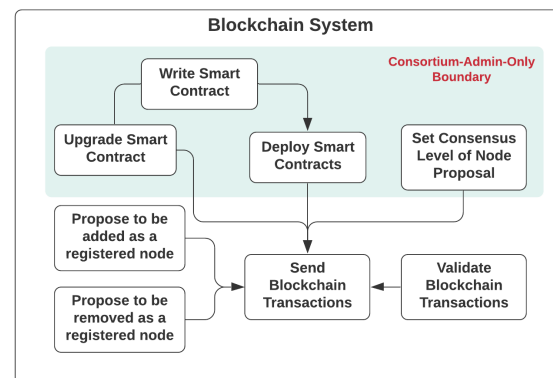 Blockchain System
Consortium-Admin-Only
Boundary
Write Smart
Contract
Upgrade Smart
Contract
Deploy Smart
Contracts
Set Consensus
Level of Node
Proposal
Propose to be
added as a
registered node
Send
Blockchain
Transactions
Validate
Blockchain
Transactions
Propose to be
removed as a
registered node